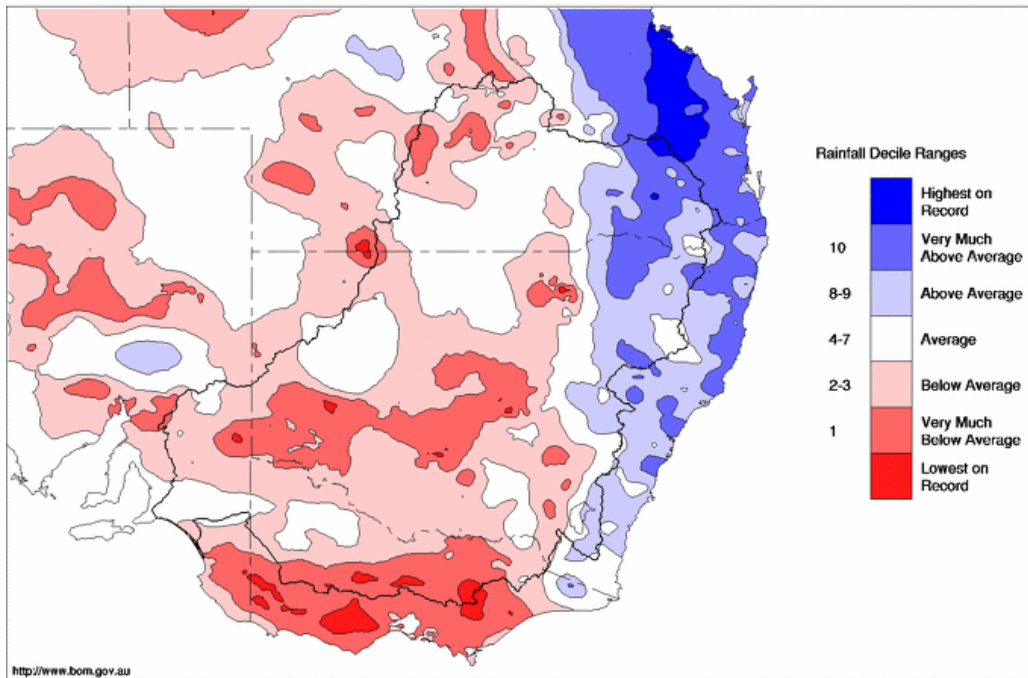 Rainfall Decile Ranges
Highest on
Record
10
Very Much
Above Average
8-9
Above Average
4-7
Average
2-3
Below Average
1
Very Much
Below Average
Lowest on
Record
http://www.bom.gov.au